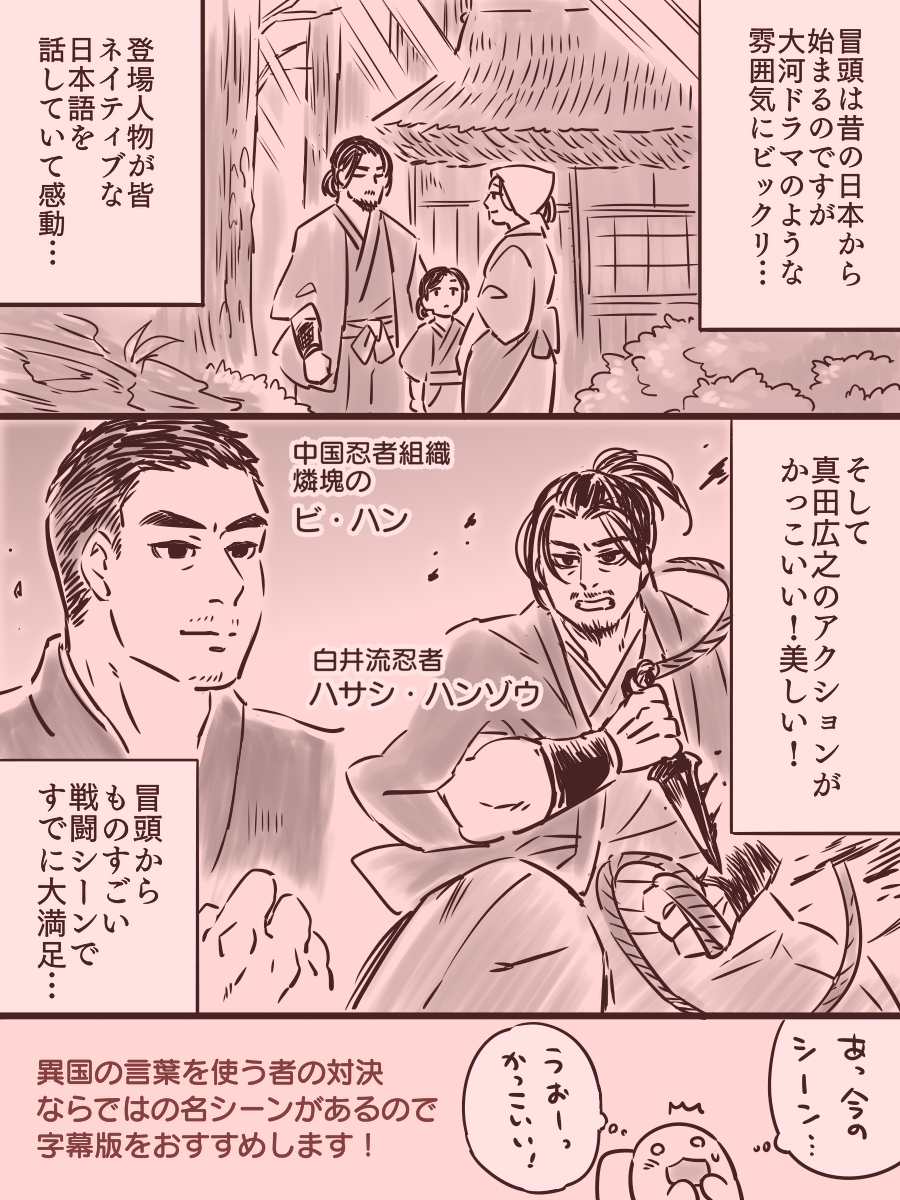 冒頭は昔の日本から
始まるのですが
大河ドラマのような
雰囲気にビックリ…
登場人物が皆
ネイティブな
日本語を
話していて感動…
そして
真田広之のアクションが
かっこいい！美しい！
中国忍者組織
燐塊の
ビ・ハン
白井流忍者
ハサシ・ハンゾウ
冒頭から
ものすごい
戦闘シーンで
すでに大満足…
あっ今の
シーン…
うおーっ
かっこいい！
異国の言葉を使う者の対決
ならではの名シーンがあるので
字幕版をおすすめします！